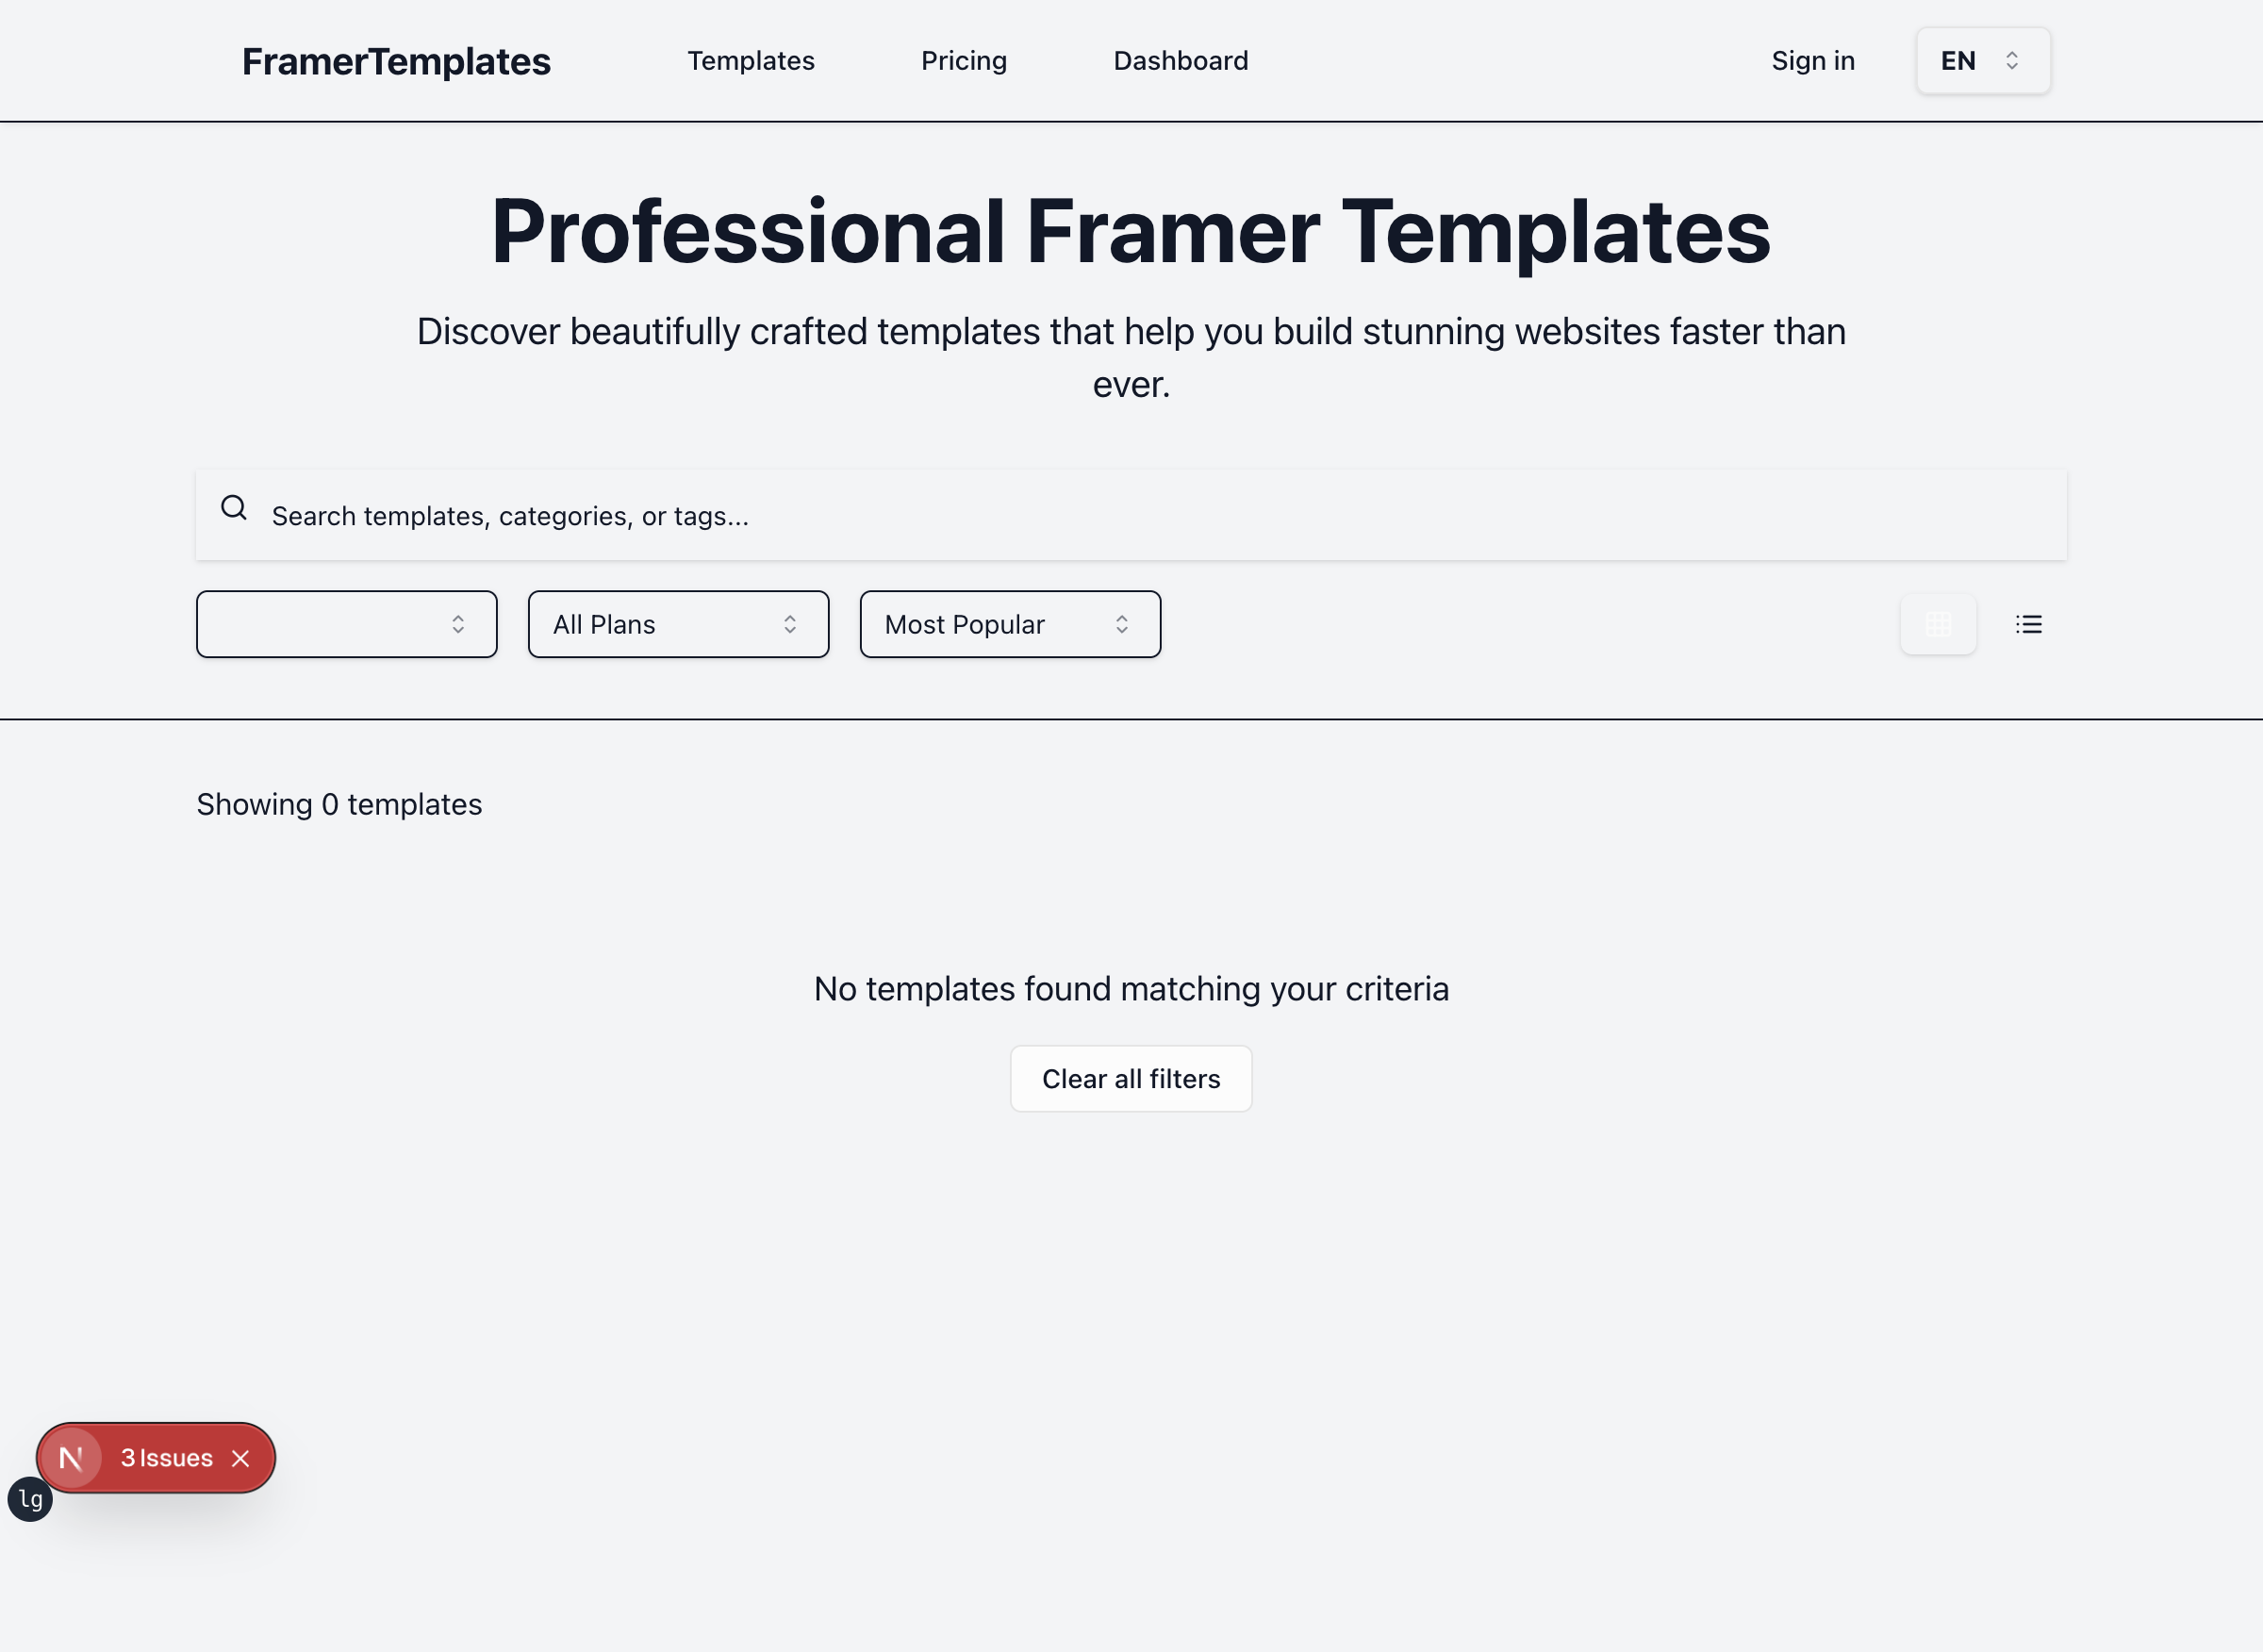 FramerTemplates
Templates
Pricing
Dashboard
Sign in
EN
Professional Framer Templates
Discover beautifully crafted templates that help you build stunning websites faster than
ever.
Search templates, categories, or tags...
All Plans
Most Popular
Showing 0 templates
No templates found matching your criteria
Clear all filters
N
3 Issues
lg